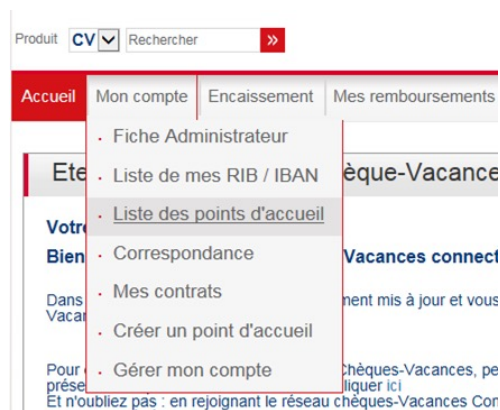 Produit CV Rechercher »
Accueil Mon compte Encaissement Mes remboursements
· Fiche Administrateur
Ete èque-Vacance
· Liste de mes RIB / IBAN
· Liste des points d'accueil
Votre
· Correspondance
Bien Vacances connect
· Mes contrats
Dans ment mis à jour et vous
Vacan
· Créer un point d'accueil
· Gérer mon compte
Pour Chèques-Vacances, pe
prése liquer ici
Et n'oubliez pas : en rejoignant le réseau chèques-Vacances Con